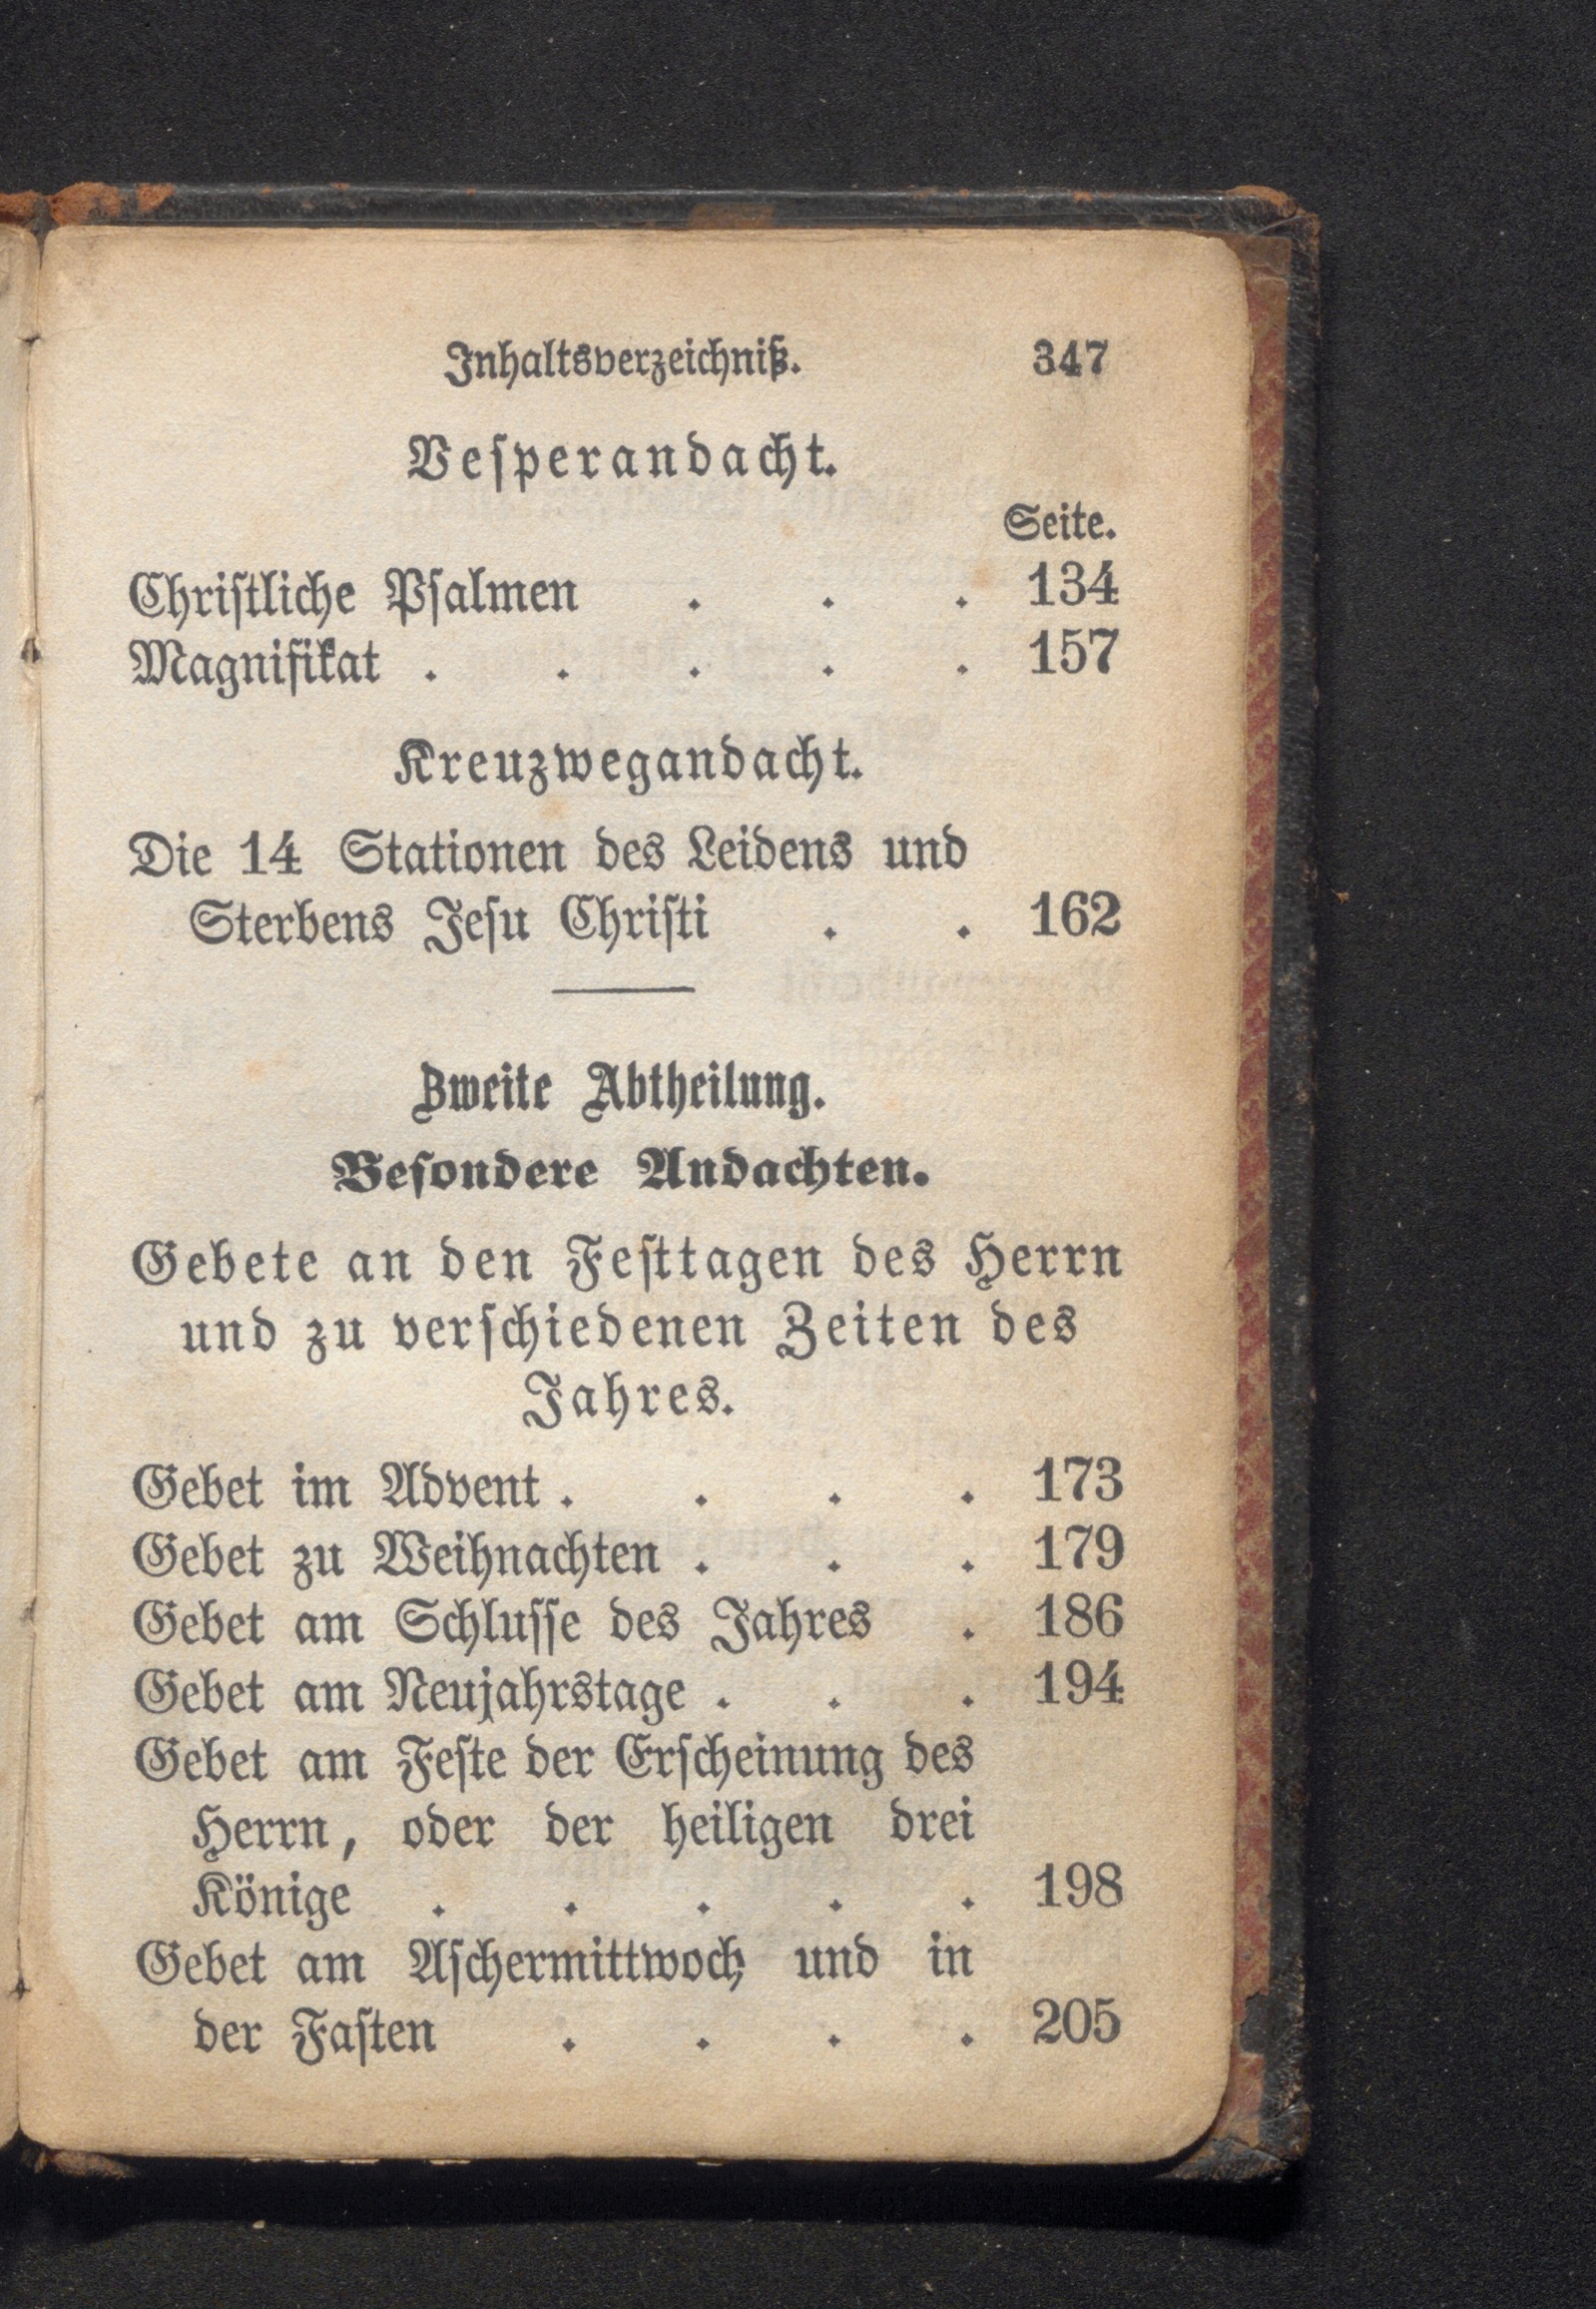 Inhaltsverzeichniß. 347
Vesperandacht.
Seite.
Christliche Psalmen . . . 134
Magnifikat . . . . . 157
Kreuzwegandacht.
Die 14 Stationen des Leidens und
Sterbens Jesu Christi . . 162
Zweite Abtheilung.
Besondere Andachten.
Gebete an den Festtagen des Herrn
und zu verschiedenen Zeiten des
Jahres.
Gebet im Advent . . . . 173
Gebet zu Weihnachten . . . 179
Gebet am Schlusse des Jahres . 186
Gebet am Neujahrstage . . . 194
Gebet am Feste der Erscheinung des
Herrn, oder der heiligen drei
Könige . . . . . 198
Gebet am Aschermittwoch und in
der Fasten . . . . 205